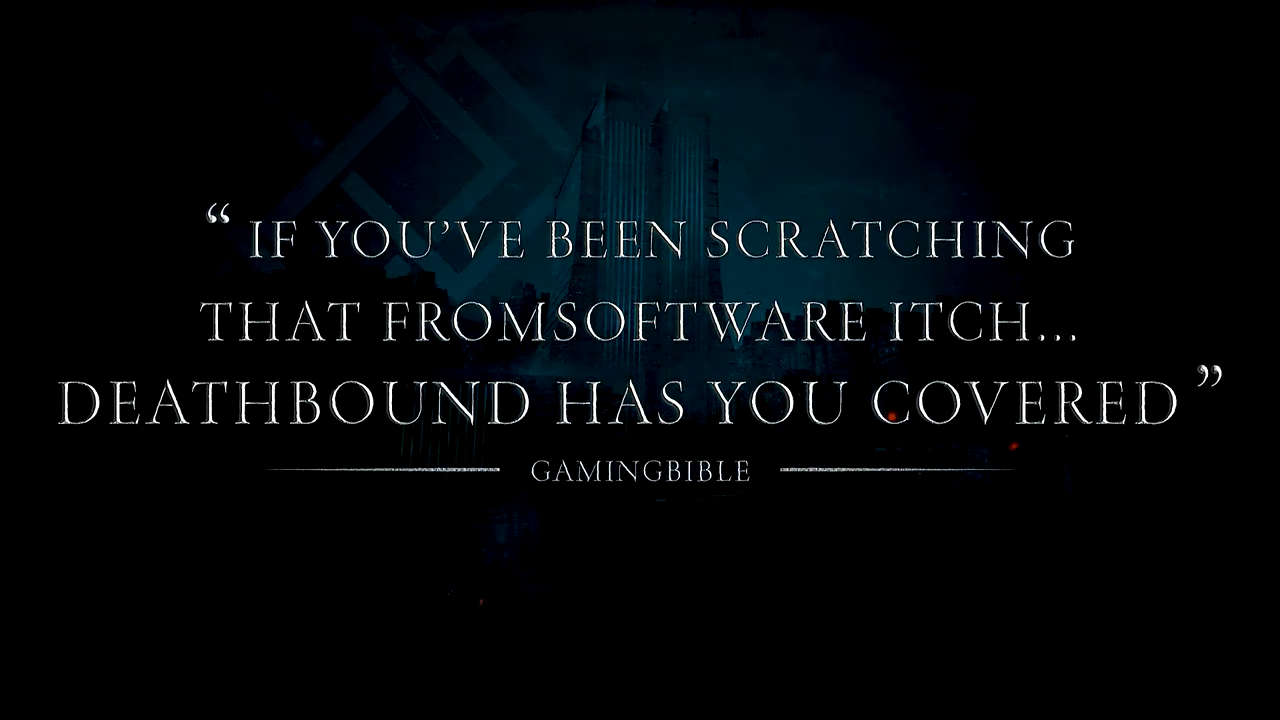 “ IF YOU’VE BEEN SCRATCHING
THAT FROMSOFTWARE ITCH...
DEATHBOUND HAS YOU COVERED ”
GAMINGBIBLE